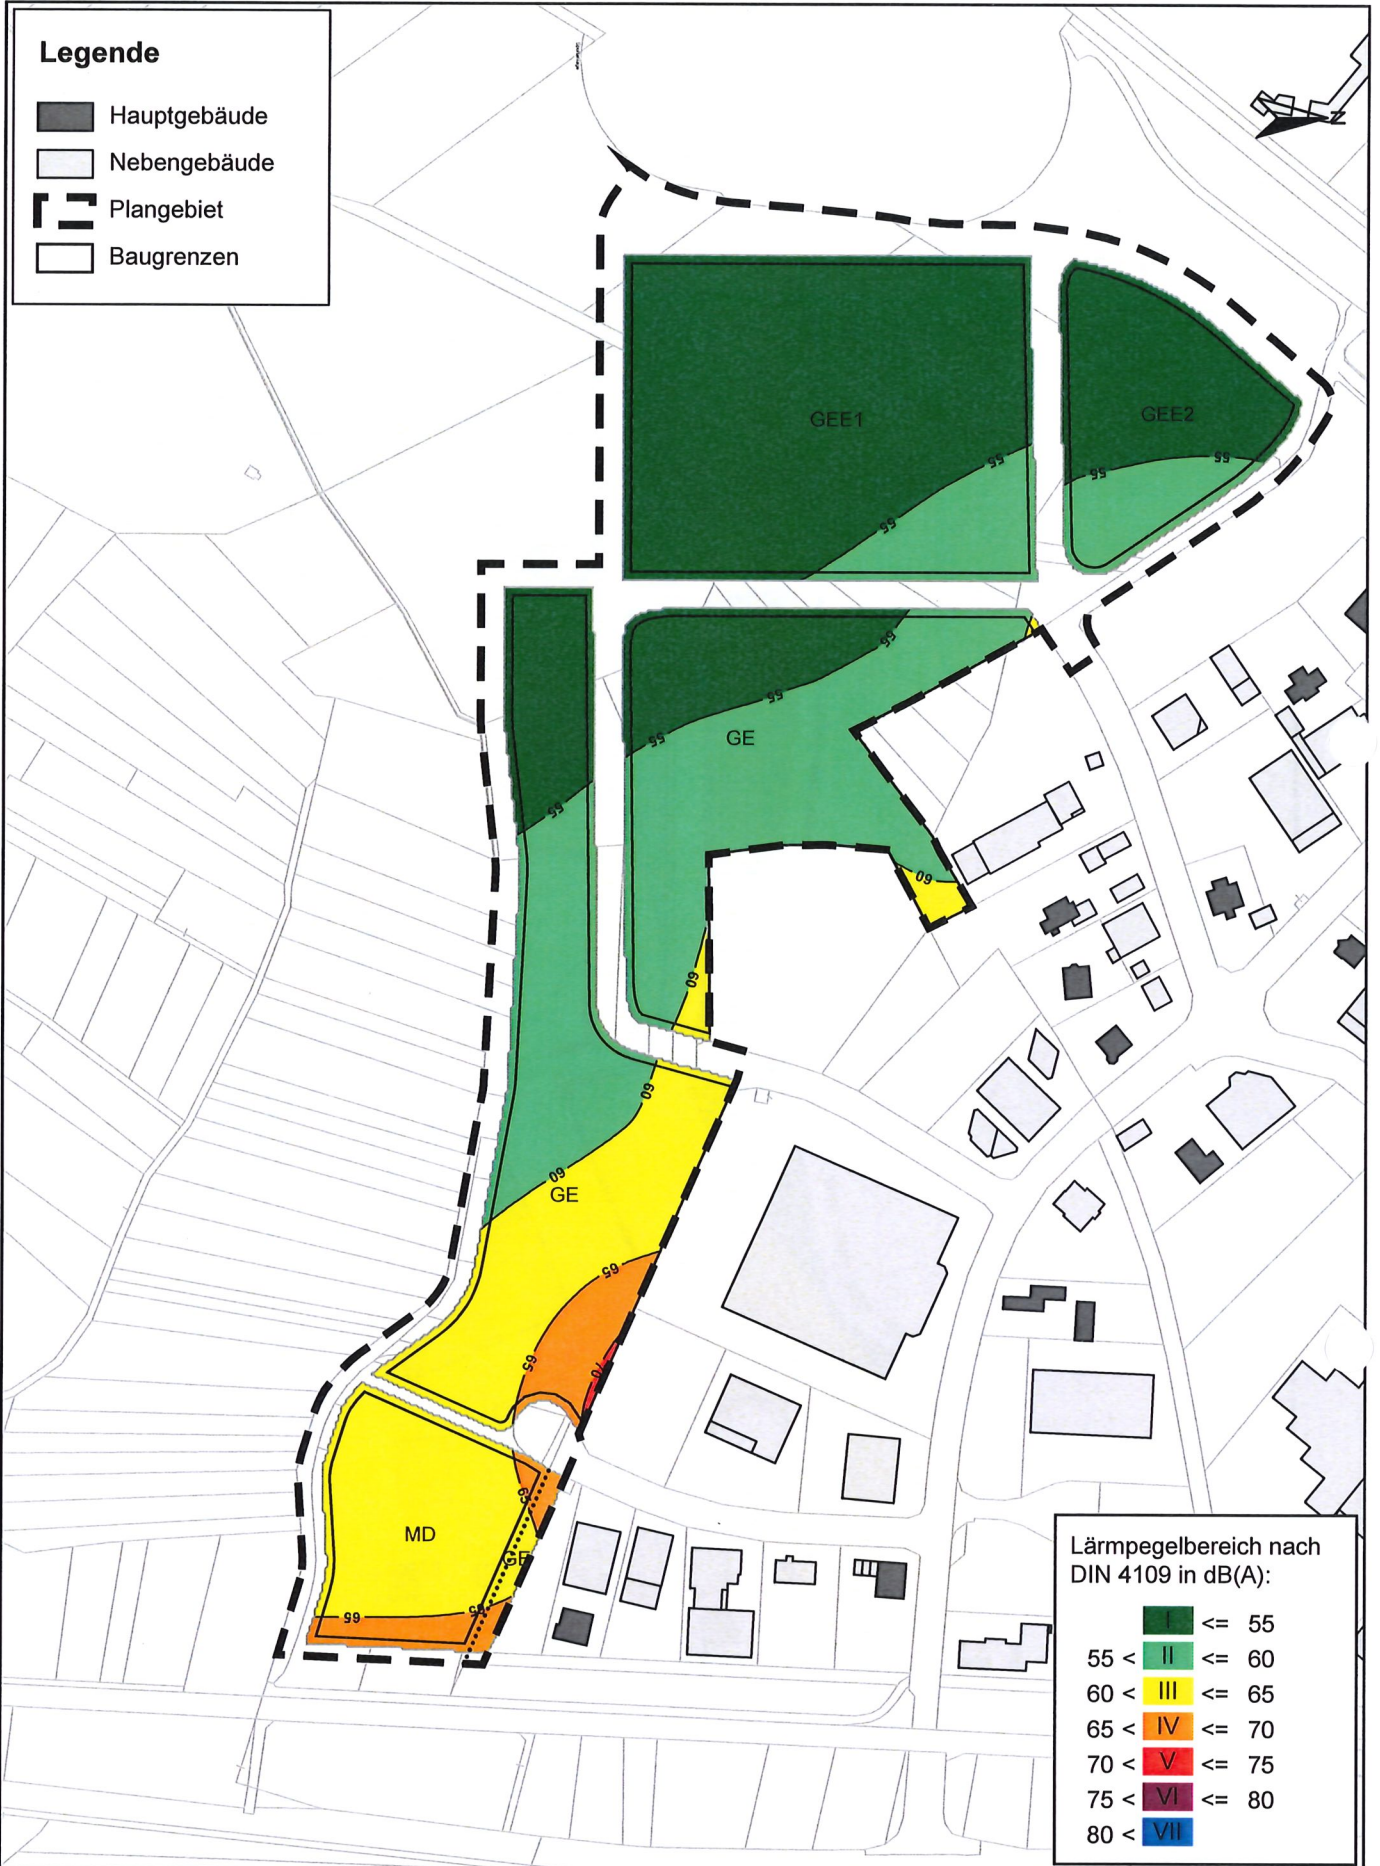 Legende
Hauptgebäude
Nebengebäude
Plangebiet
Baugrenzen
N
GEE1
GEE2
55
55
55
55
55
55
55
GE
55
60
60
60
60
GE
65
65
70
65
MD
GE
65
65
Lärmpegelbereich nach
DIN 4109 in dB(A):
I <= 55
55 < II <= 60
60 < III <= 65
65 < IV <= 70
70 < V <= 75
75 < VI <= 80
80 < VII